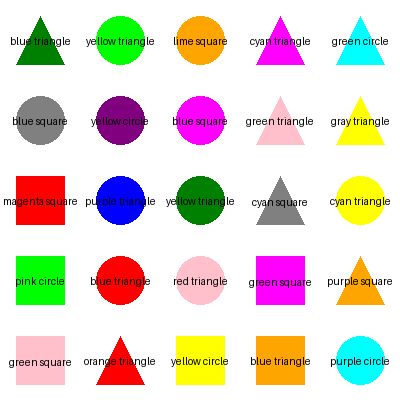 blue triangle yellow triangle lime square cyan triangle green circle
blue square yellow circle blue square green triangle gray triangle
magenta square purple triangle yellow triangle cyan square cyan triangle
pink circle blue triangle red triangle green square purple square
green square orange triangle yellow circle blue triangle purple circle